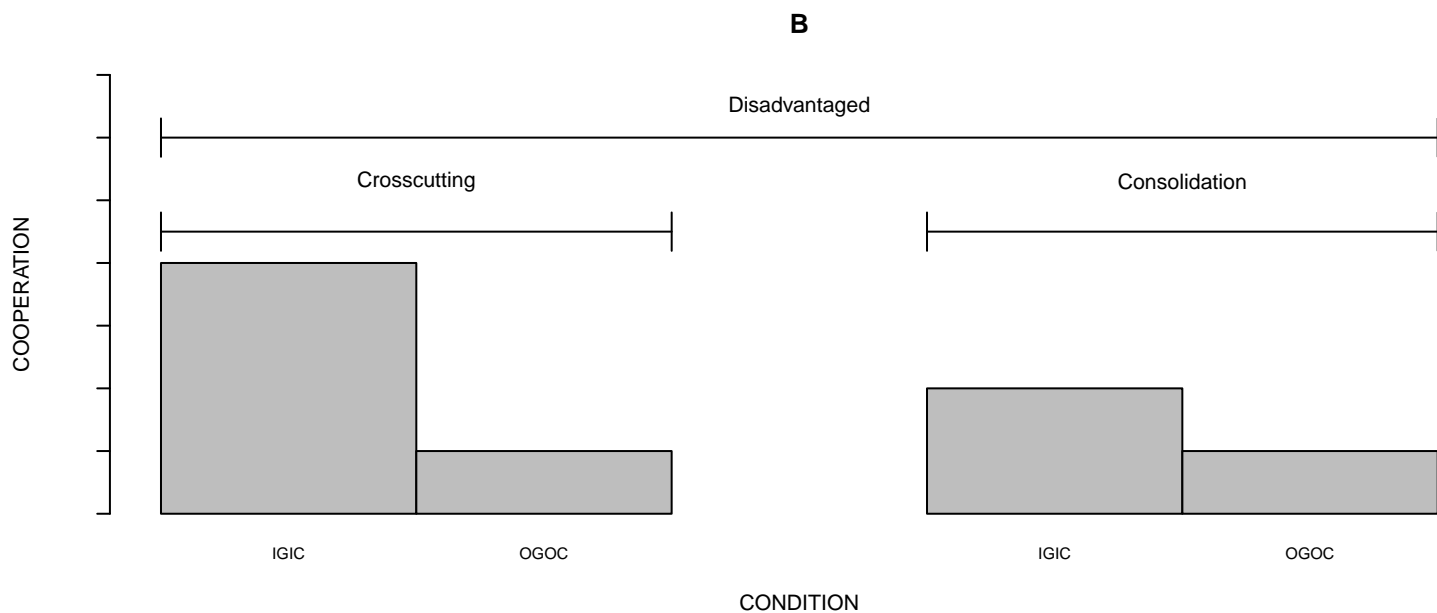 B
Disadvantaged
Crosscutting
Consolidation
COOPERATION
IGIC
OGOC
IGIC
OGOC
CONDITION